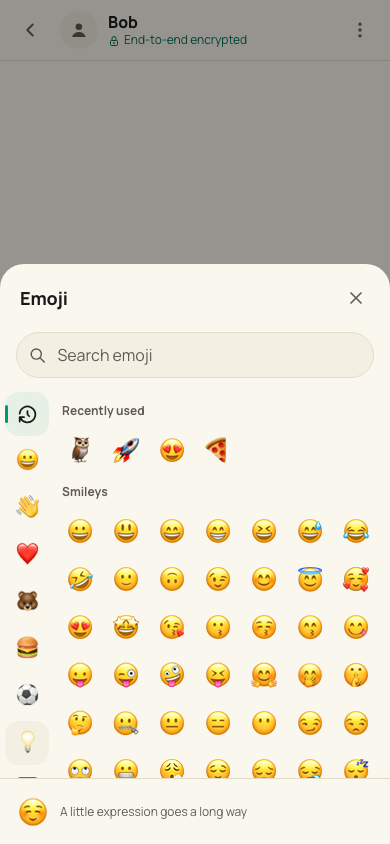 Bob
End-to-end encrypted
Emoji
Search emoji
Recently used
Smileys
A little expression goes a long way